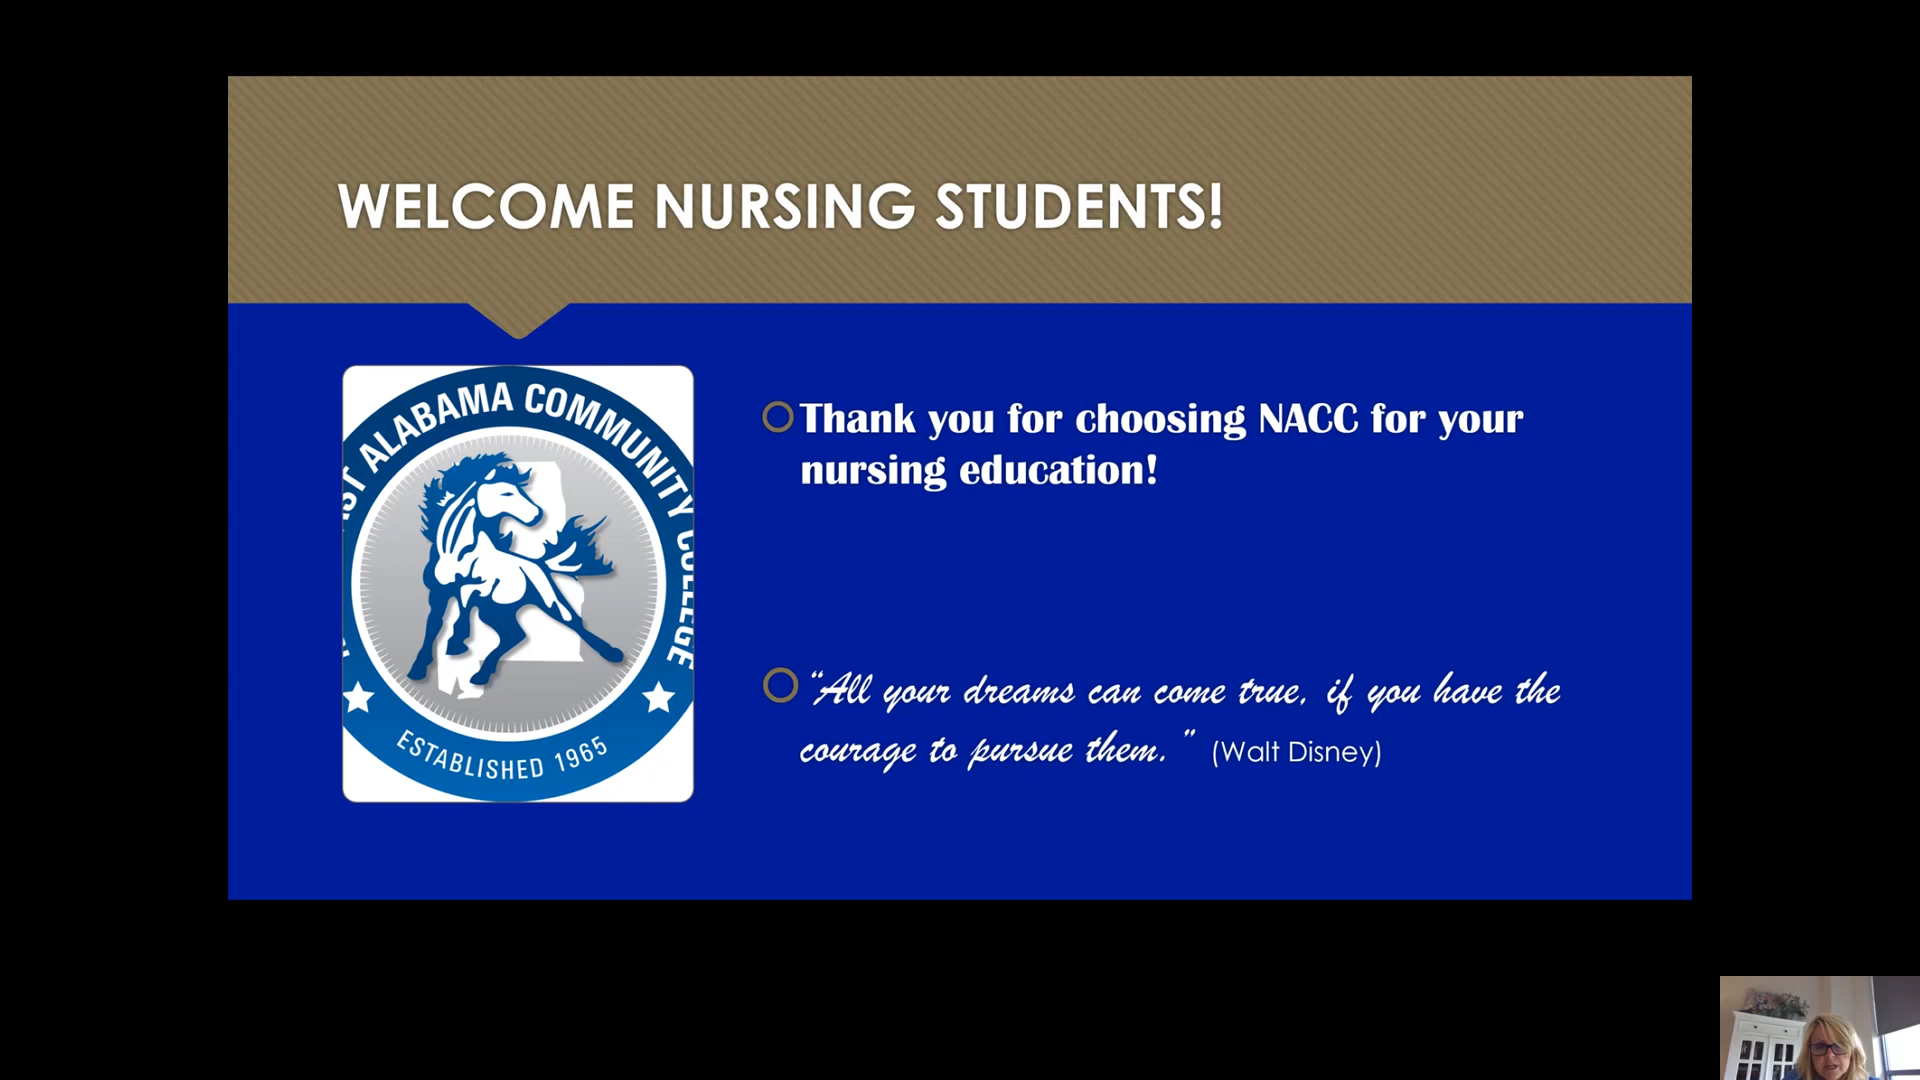 WELCOME NURSING STUDENTS!
ALABAMA COMMUNITY COLLEGE
ESTABLISHED 1965
Thank you for choosing NACC for your
nursing education!
“All your dreams can come true, if you have the
courage to pursue them.” (Walt Disney)